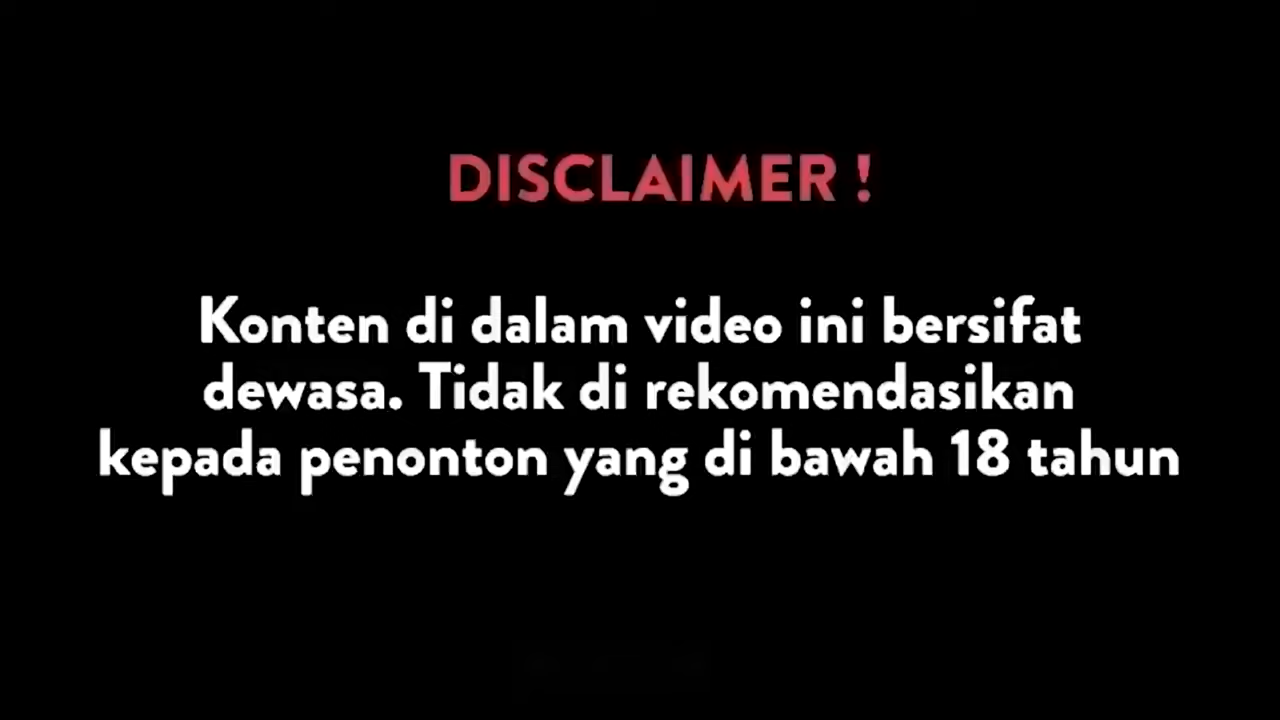 DISCLAIMER !
Konten di dalam video ini bersifat
dewasa. Tidak di rekomendasikan
kepada penonton yang di bawah 18 tahun